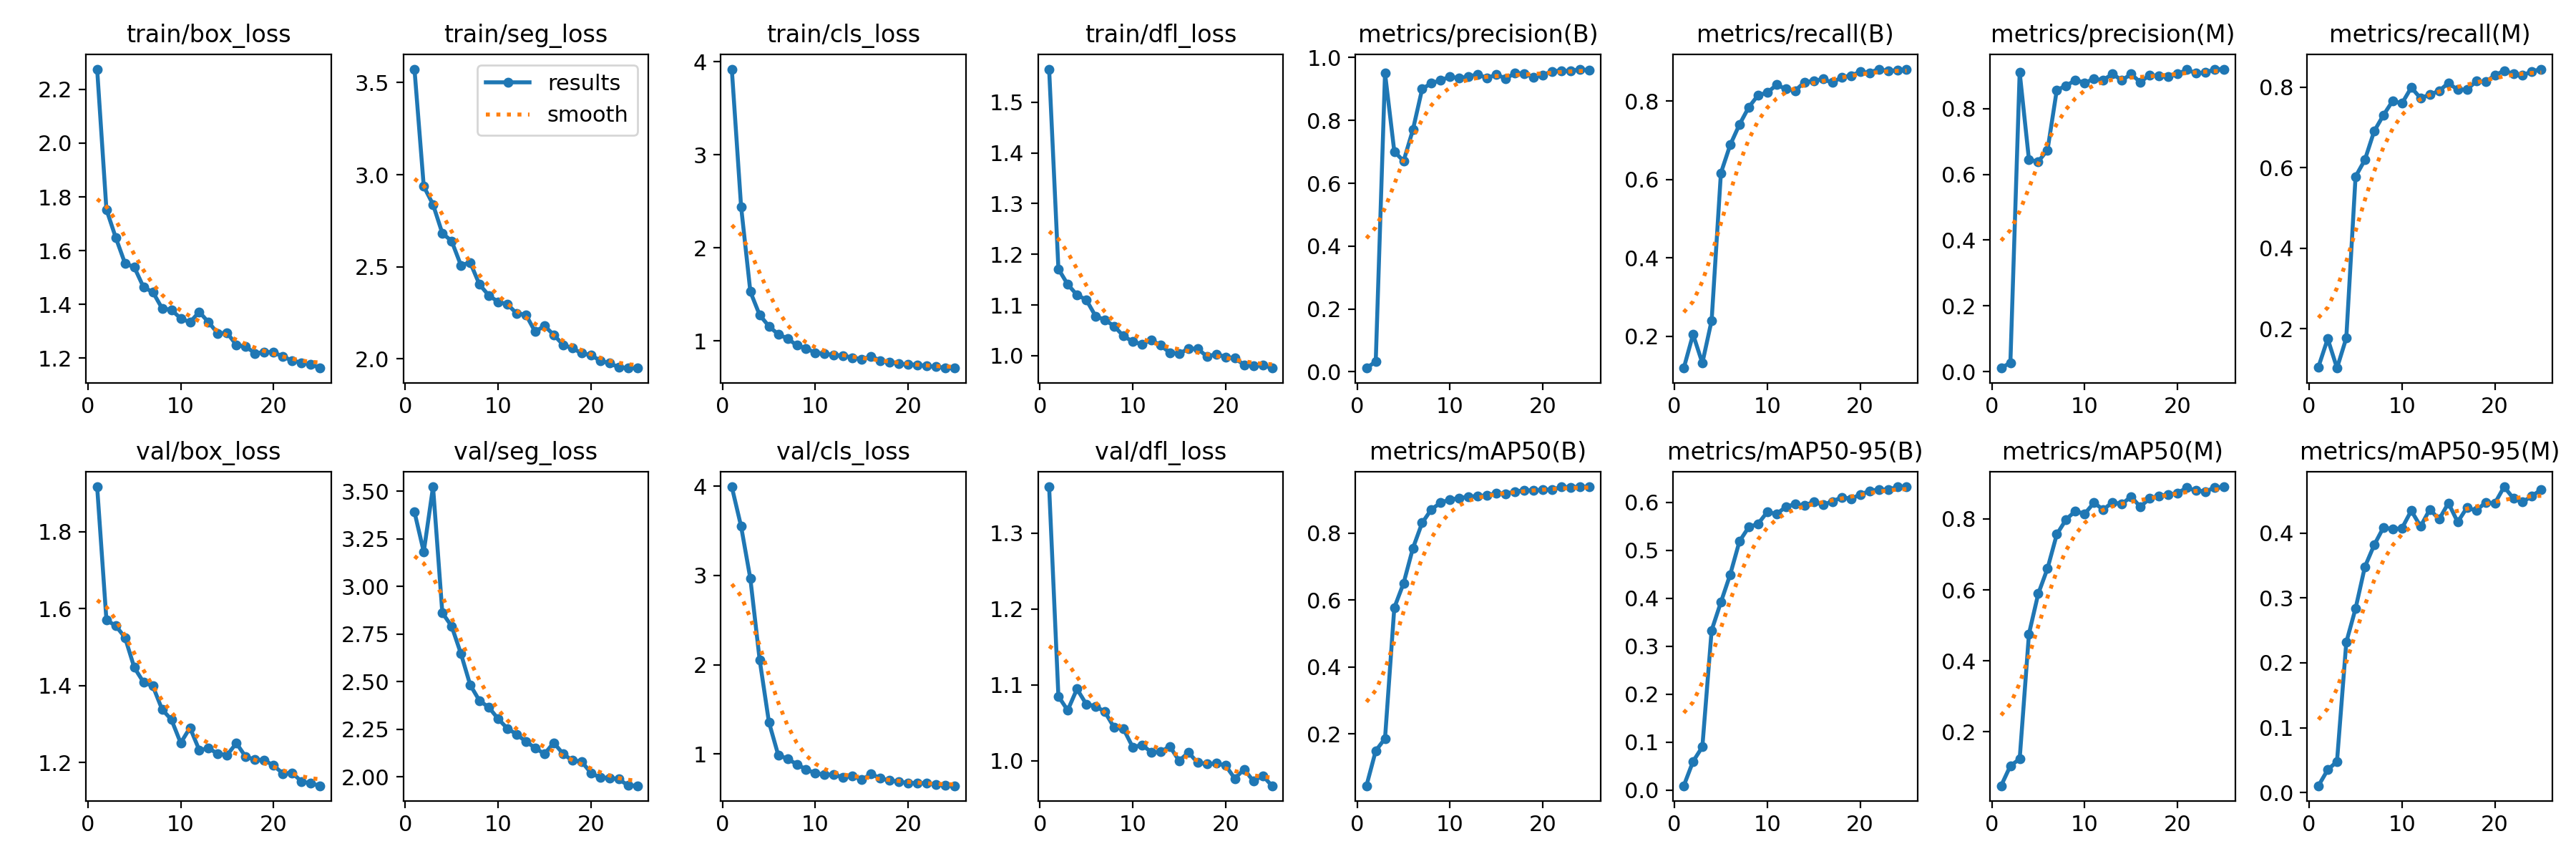 train/box_loss
train/seg_loss
train/cls_loss
train/dfl_loss
metrics/precision(B)
metrics/recall(B)
metrics/precision(M)
metrics/recall(M)
2.2
2.0
1.8
1.6
1.4
1.2
0 10 20
3.5
3.0
2.5
2.0
results
smooth
0 10 20
4
3
2
1
0 10 20
1.5
1.4
1.3
1.2
1.1
1.0
0 10 20
1.0
0.8
0.6
0.4
0.2
0.0
0 10 20
0.8
0.6
0.4
0.2
0 10 20
0.8
0.6
0.4
0.2
0.0
0 10 20
0.8
0.6
0.4
0.2
0 10 20
val/box_loss
val/seg_loss
val/cls_loss
val/dfl_loss
metrics/mAP50(B)
metrics/mAP50-95(B)
metrics/mAP50(M)
metrics/mAP50-95(M)
1.8
1.6
1.4
1.2
0 10 20
3.50
3.25
3.00
2.75
2.50
2.25
2.00
0 10 20
4
3
2
1
0 10 20
1.3
1.2
1.1
1.0
0 10 20
0.8
0.6
0.4
0.2
0 10 20
0.6
0.5
0.4
0.3
0.2
0.1
0.0
0 10 20
0.8
0.6
0.4
0.2
0 10 20
0.4
0.3
0.2
0.1
0.0
0 10 20